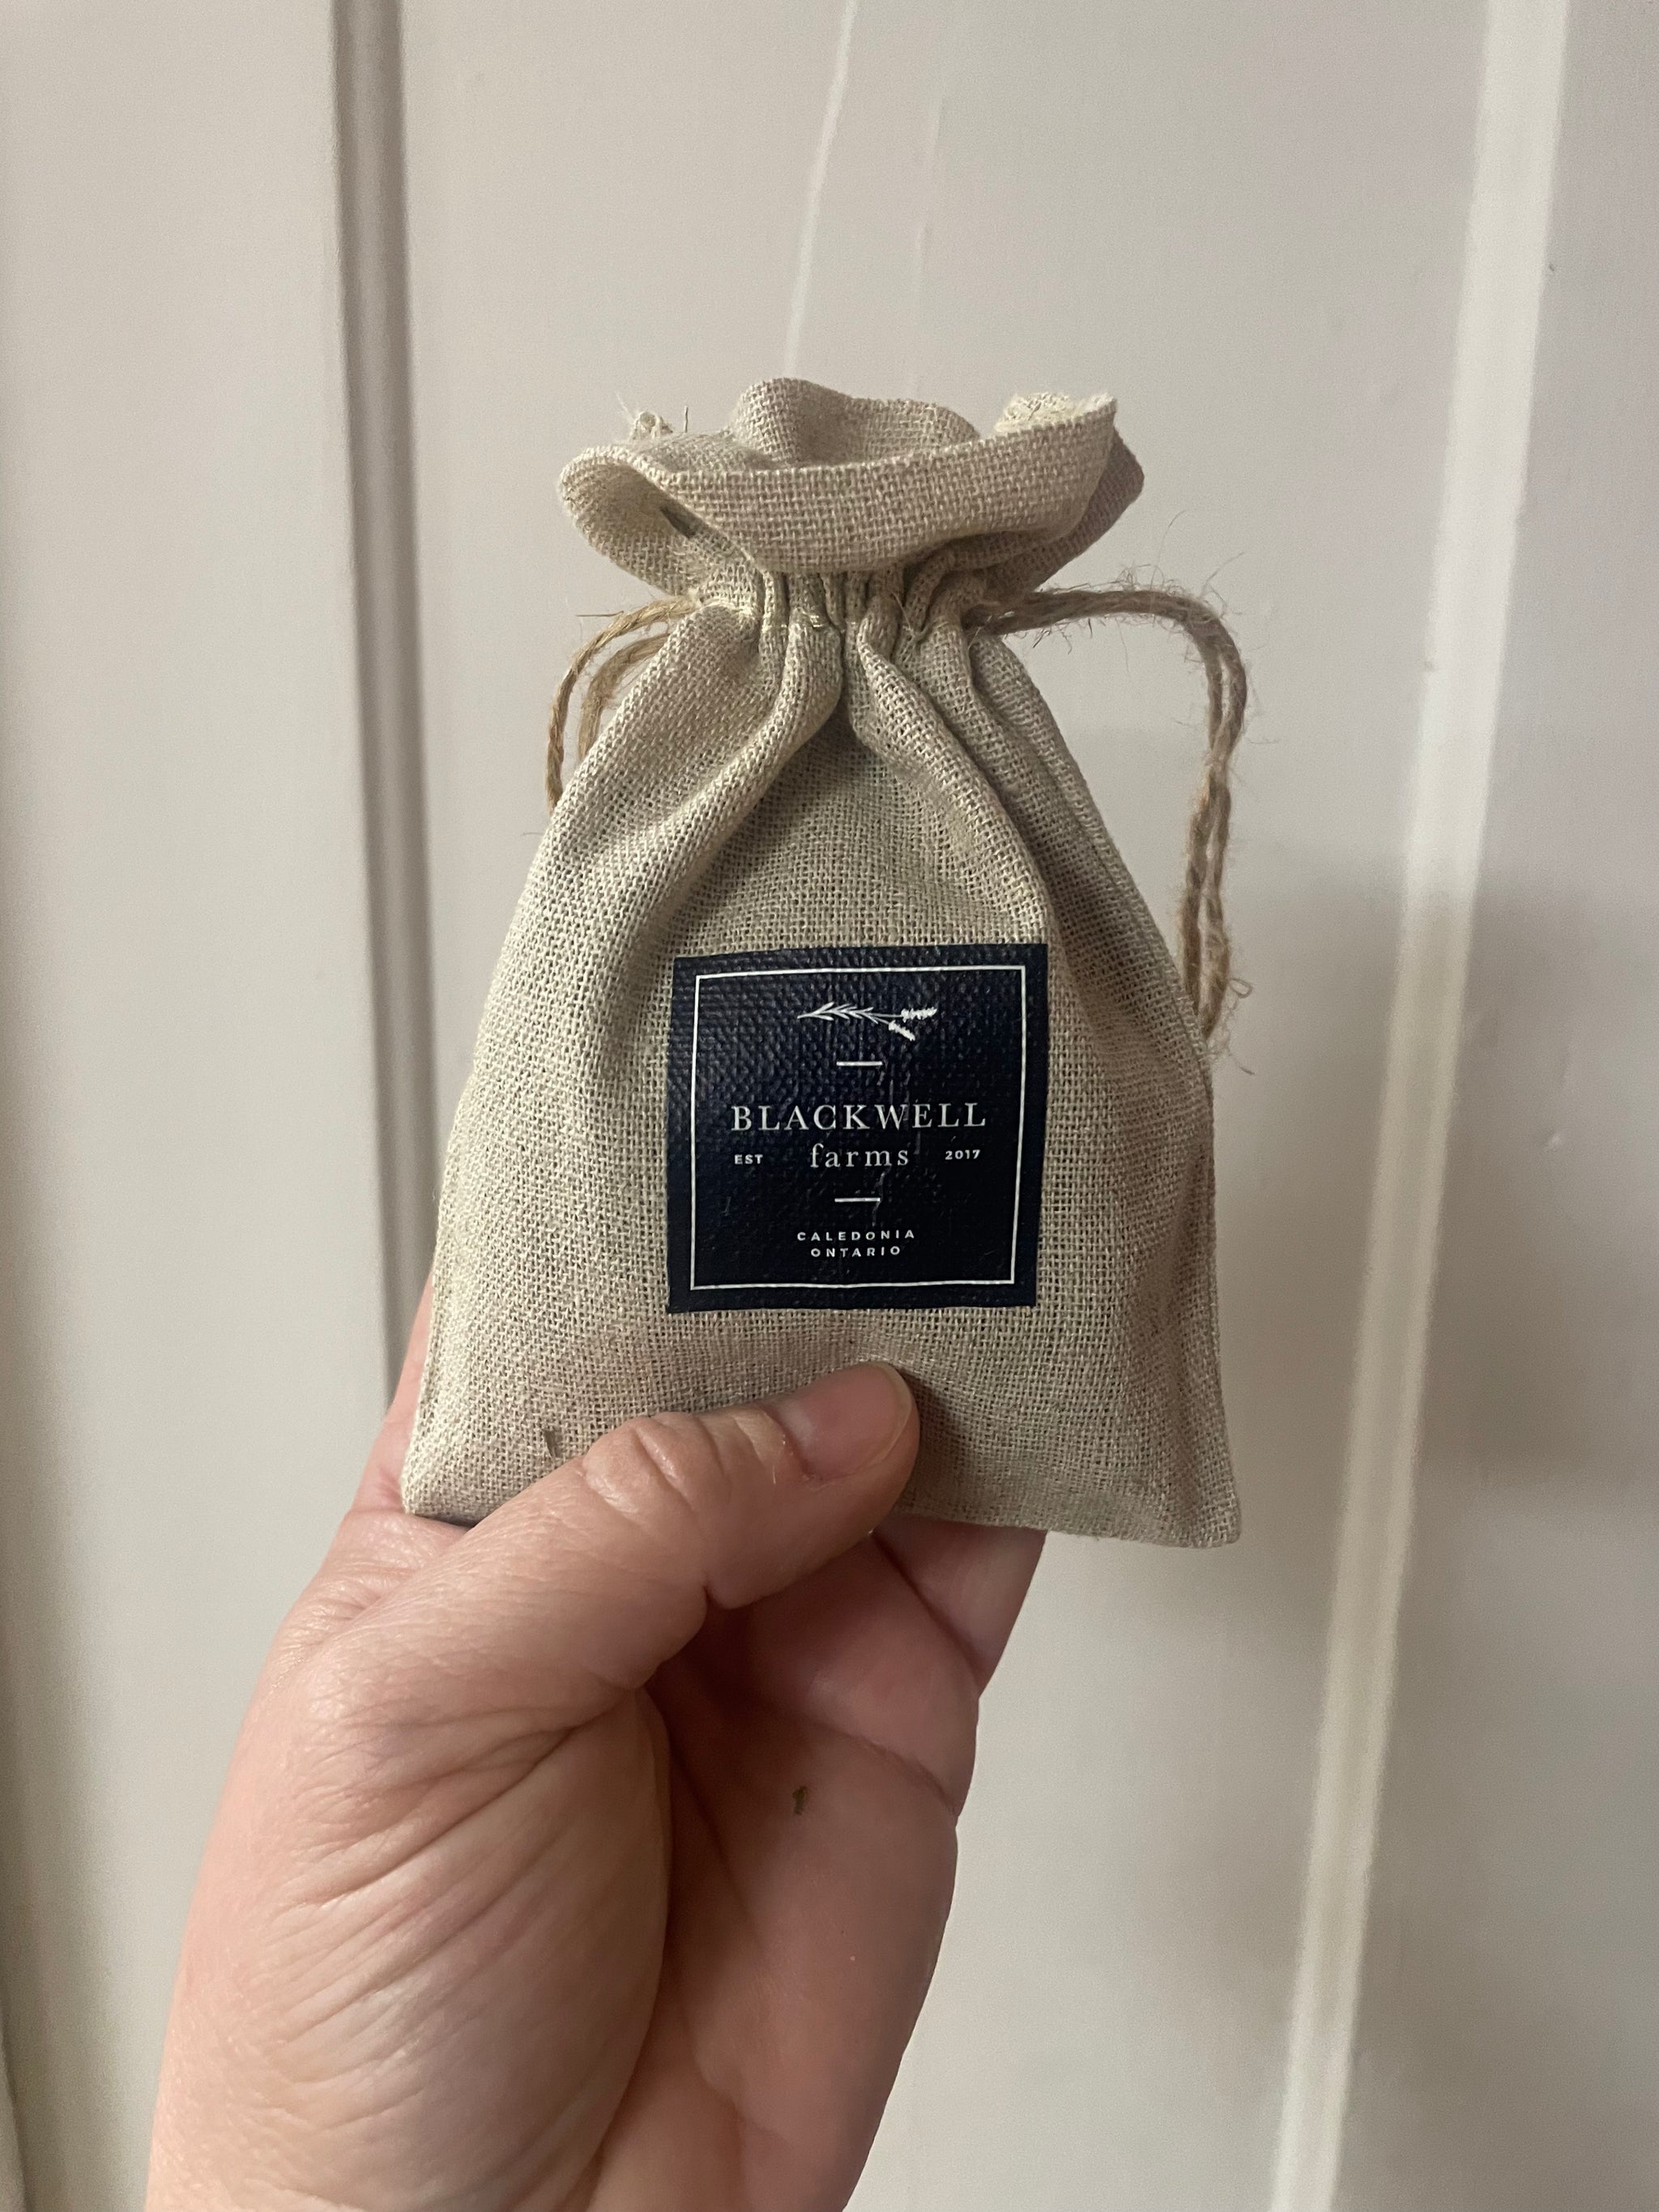 BLACKWELL
EST farms 2017
CALEDONIA
ONTARIO